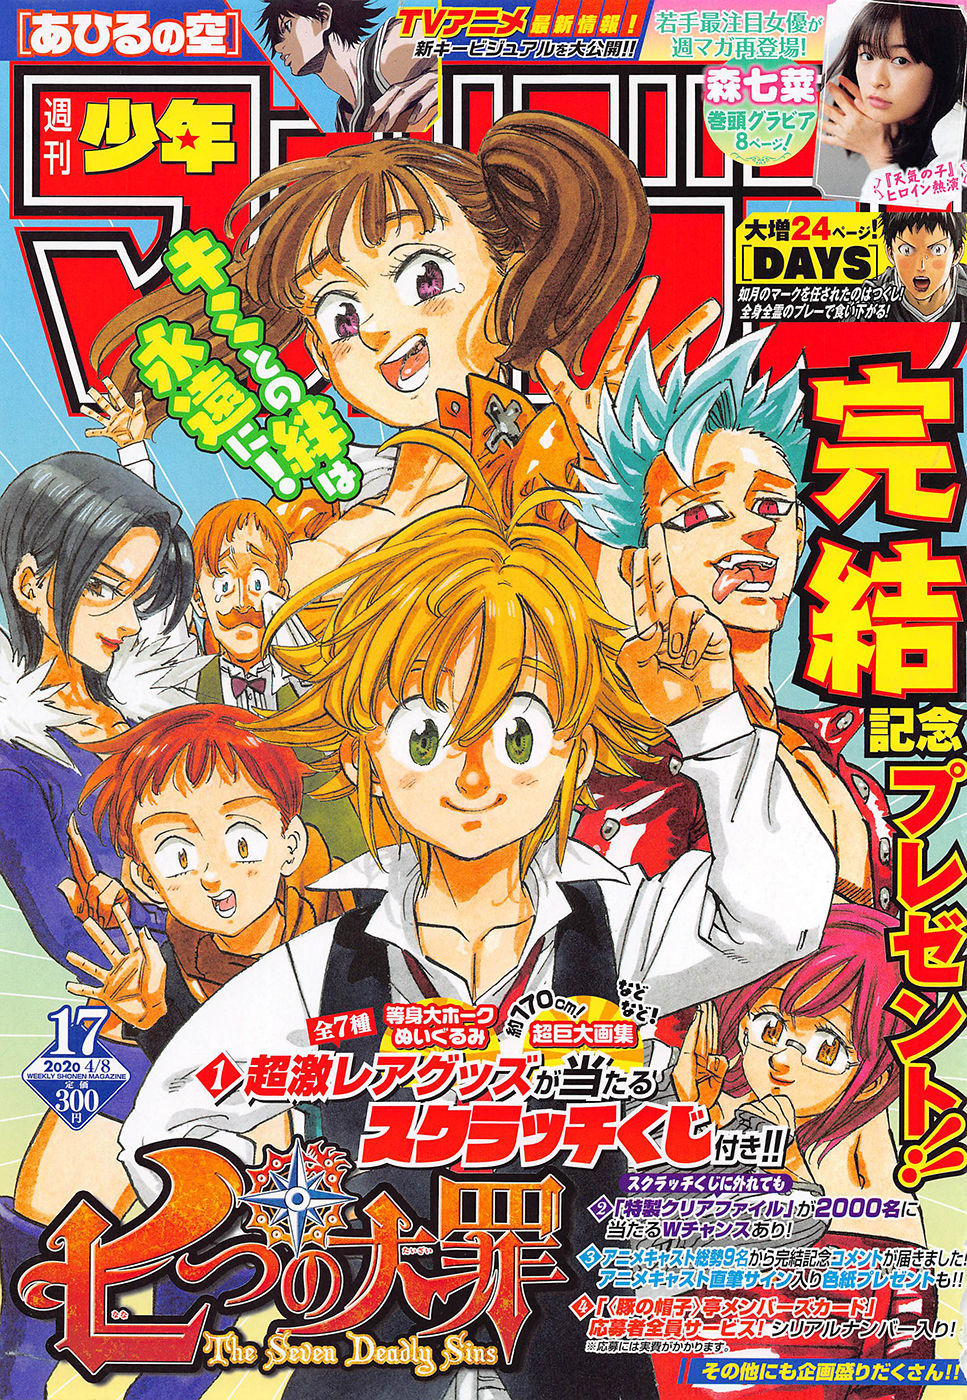 [あひるの空]
TVアニメ最新情報!
新キービジュアルを大公開!!
若手最注目女優が
週マガ再登場!
森七菜
巻頭グラビア
8ページ!
『天気の子』
ヒロイン熱演
週刊
少年
マガジン
大増24ページ!
[DAYS]
如月のマークを任されたのはつくし!
全身全霊のプレーで食い下がる!
ナナシとの絆は
永遠に!
完結
記念
プレゼント!!
17
2020 4/8
WEEKLY SHONEN MAGAZINE
定価
300円
全7種
等身大ホーク
ぬいぐるみ
約170cm!
超巨大画集
などなど!
1 超激レアグッズが当たる
スクラッチくじ付き!!
七つの大罪
なな
たいざい
The Seven Deadly Sins
スクラッチくじに外れても
2 「特製クリアファイル」が2000名に
当たるWチャンスあり!
3 アニメキャスト総勢9名から完結記念コメントが届きました!
アニメキャスト直筆サイン入り色紙プレゼントも!!
4 「〈豚の帽子〉亭メンバーズカード」
応募者全員サービス! シリアルナンバー入り!
※応募には実費がかかります。
その他にも企画盛りだくさん!!